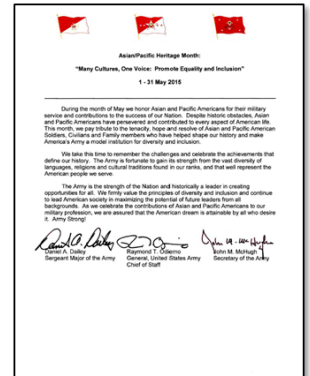 Asian/Pacific Heritage Month:
"Many Cultures, One Voice: Promote Equality and Inclusion"
1 - 31 May 2015
During the month of May we honor Asian and Pacific Americans for their military
service and contributions to the success of our Nation. Despite historic obstacles, Asian
and Pacific Americans have persevered and contributed to every aspect of American life.
This month, we pay tribute to the tenacity, hope and resolve of Asian and Pacific American
Soldiers, Civilians and Family members who have helped shape our history and make
America's Army a model institution for diversity and inclusion.
We take this time to remember the challenges and celebrate the achievements that
define our history. The Army is fortunate to gain its strength from the vast diversity of
languages, religions and cultural traditions found in our ranks, and that well represent the
American people we serve.
The Army is the strength of the Nation and historically a leader in creating
opportunities for all. We firmly value the principles of diversity and inclusion and continue
to lead American society in maximizing the potential of future leaders from all
backgrounds. As we celebrate the contributions of Asian and Pacific Americans to our
military profession, we are assured that the American dream is attainable by all who desire
it. Army Strong!
Daniel A. Dailey Raymond T. Odierno John M. McHugh
Sergeant Major of the Army General, United States Army Secretary of the Army
Chief of Staff